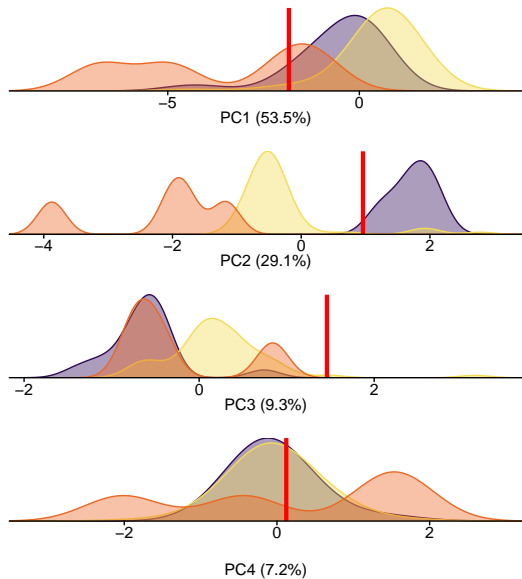 −5 0
PC1 (53.5%)
−4 −2 0 2
PC2 (29.1%)
−2 0 2
PC3 (9.3%)
−2 0 2
PC4 (7.2%)